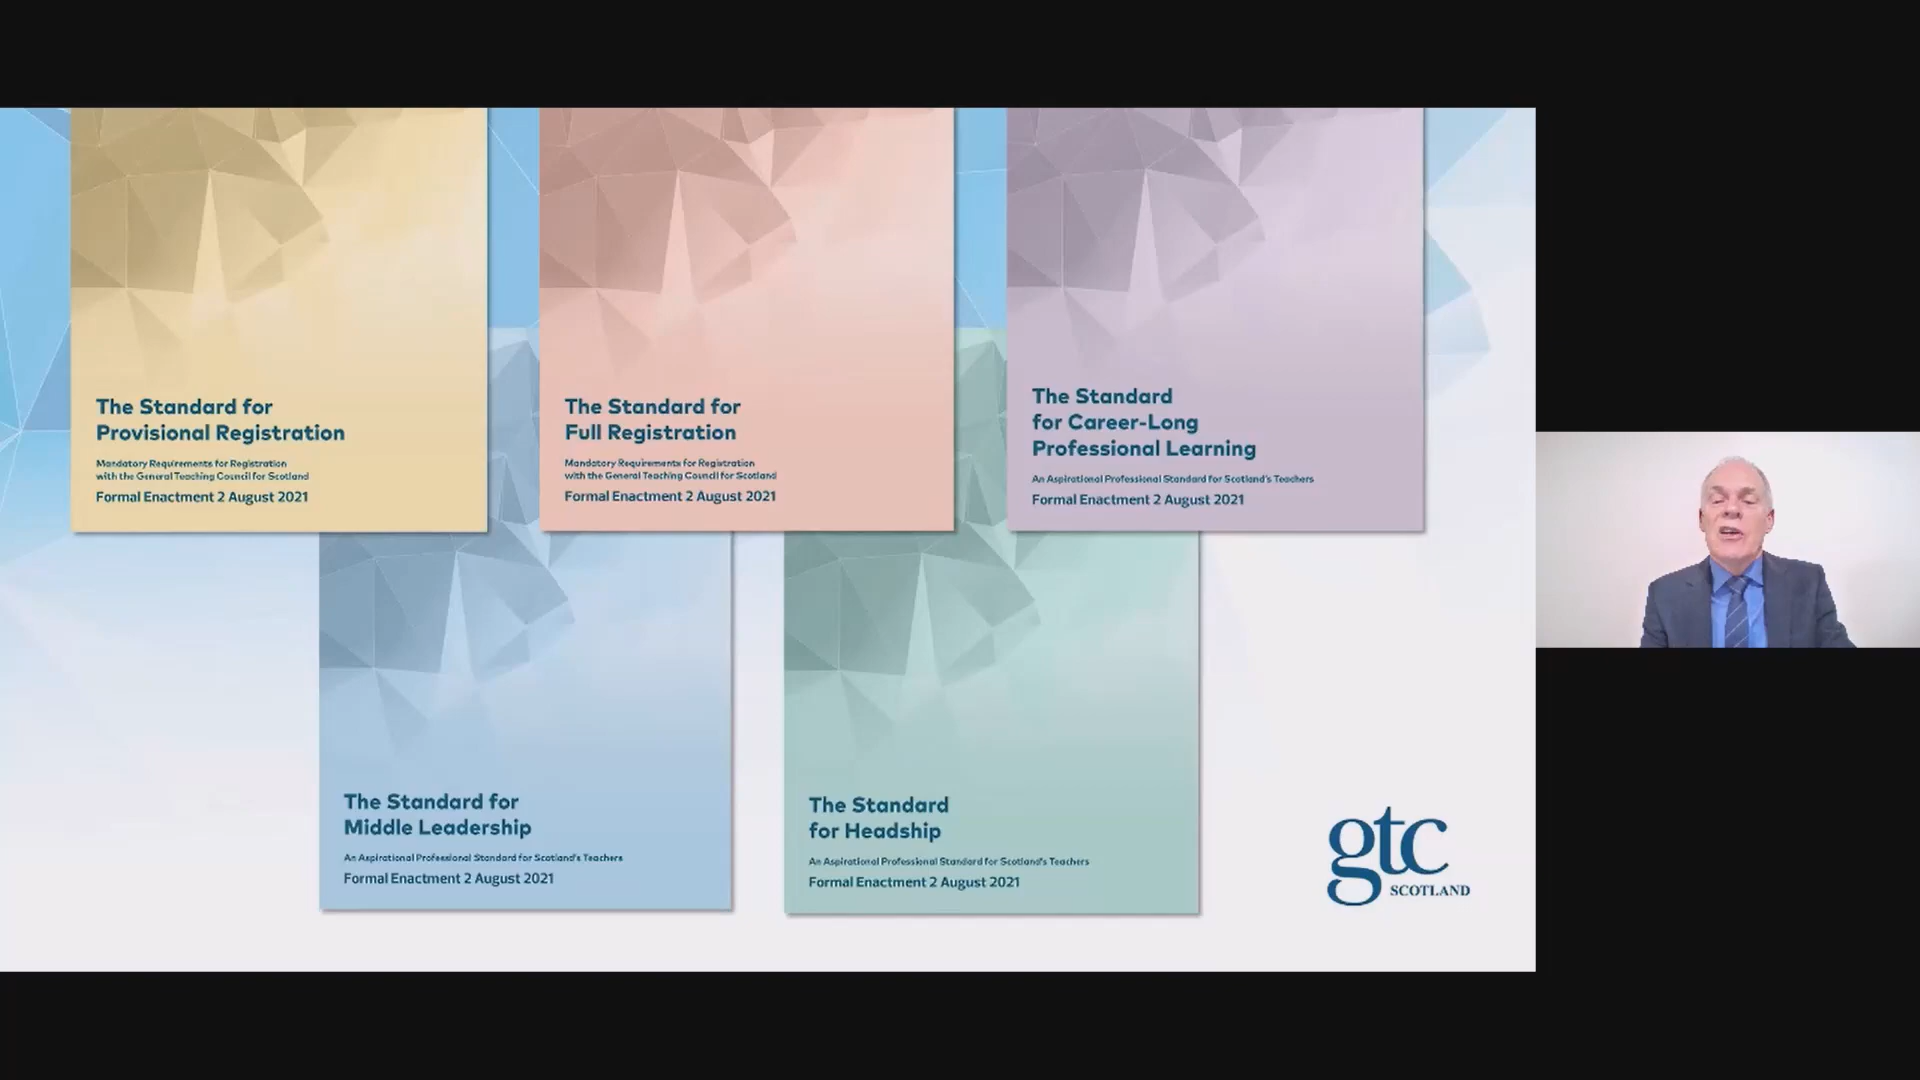 The Standard for
Provisional Registration
Mandatory Requirements for Registration
with the General Teaching Council for Scotland
Formal Enactment 2 August 2021
The Standard for
Full Registration
Mandatory Requirements for Registration
with the General Teaching Council for Scotland
Formal Enactment 2 August 2021
The Standard
for Career-Long
Professional Learning
An Aspirational Professional Standard for Scotland's Teachers
Formal Enactment 2 August 2021
The Standard for
Middle Leadership
An Aspirational Professional Standard for Scotland's Teachers
Formal Enactment 2 August 2021
The Standard
for Headship
An Aspirational Professional Standard for Scotland's Teachers
Formal Enactment 2 August 2021
gtc
SCOTLAND